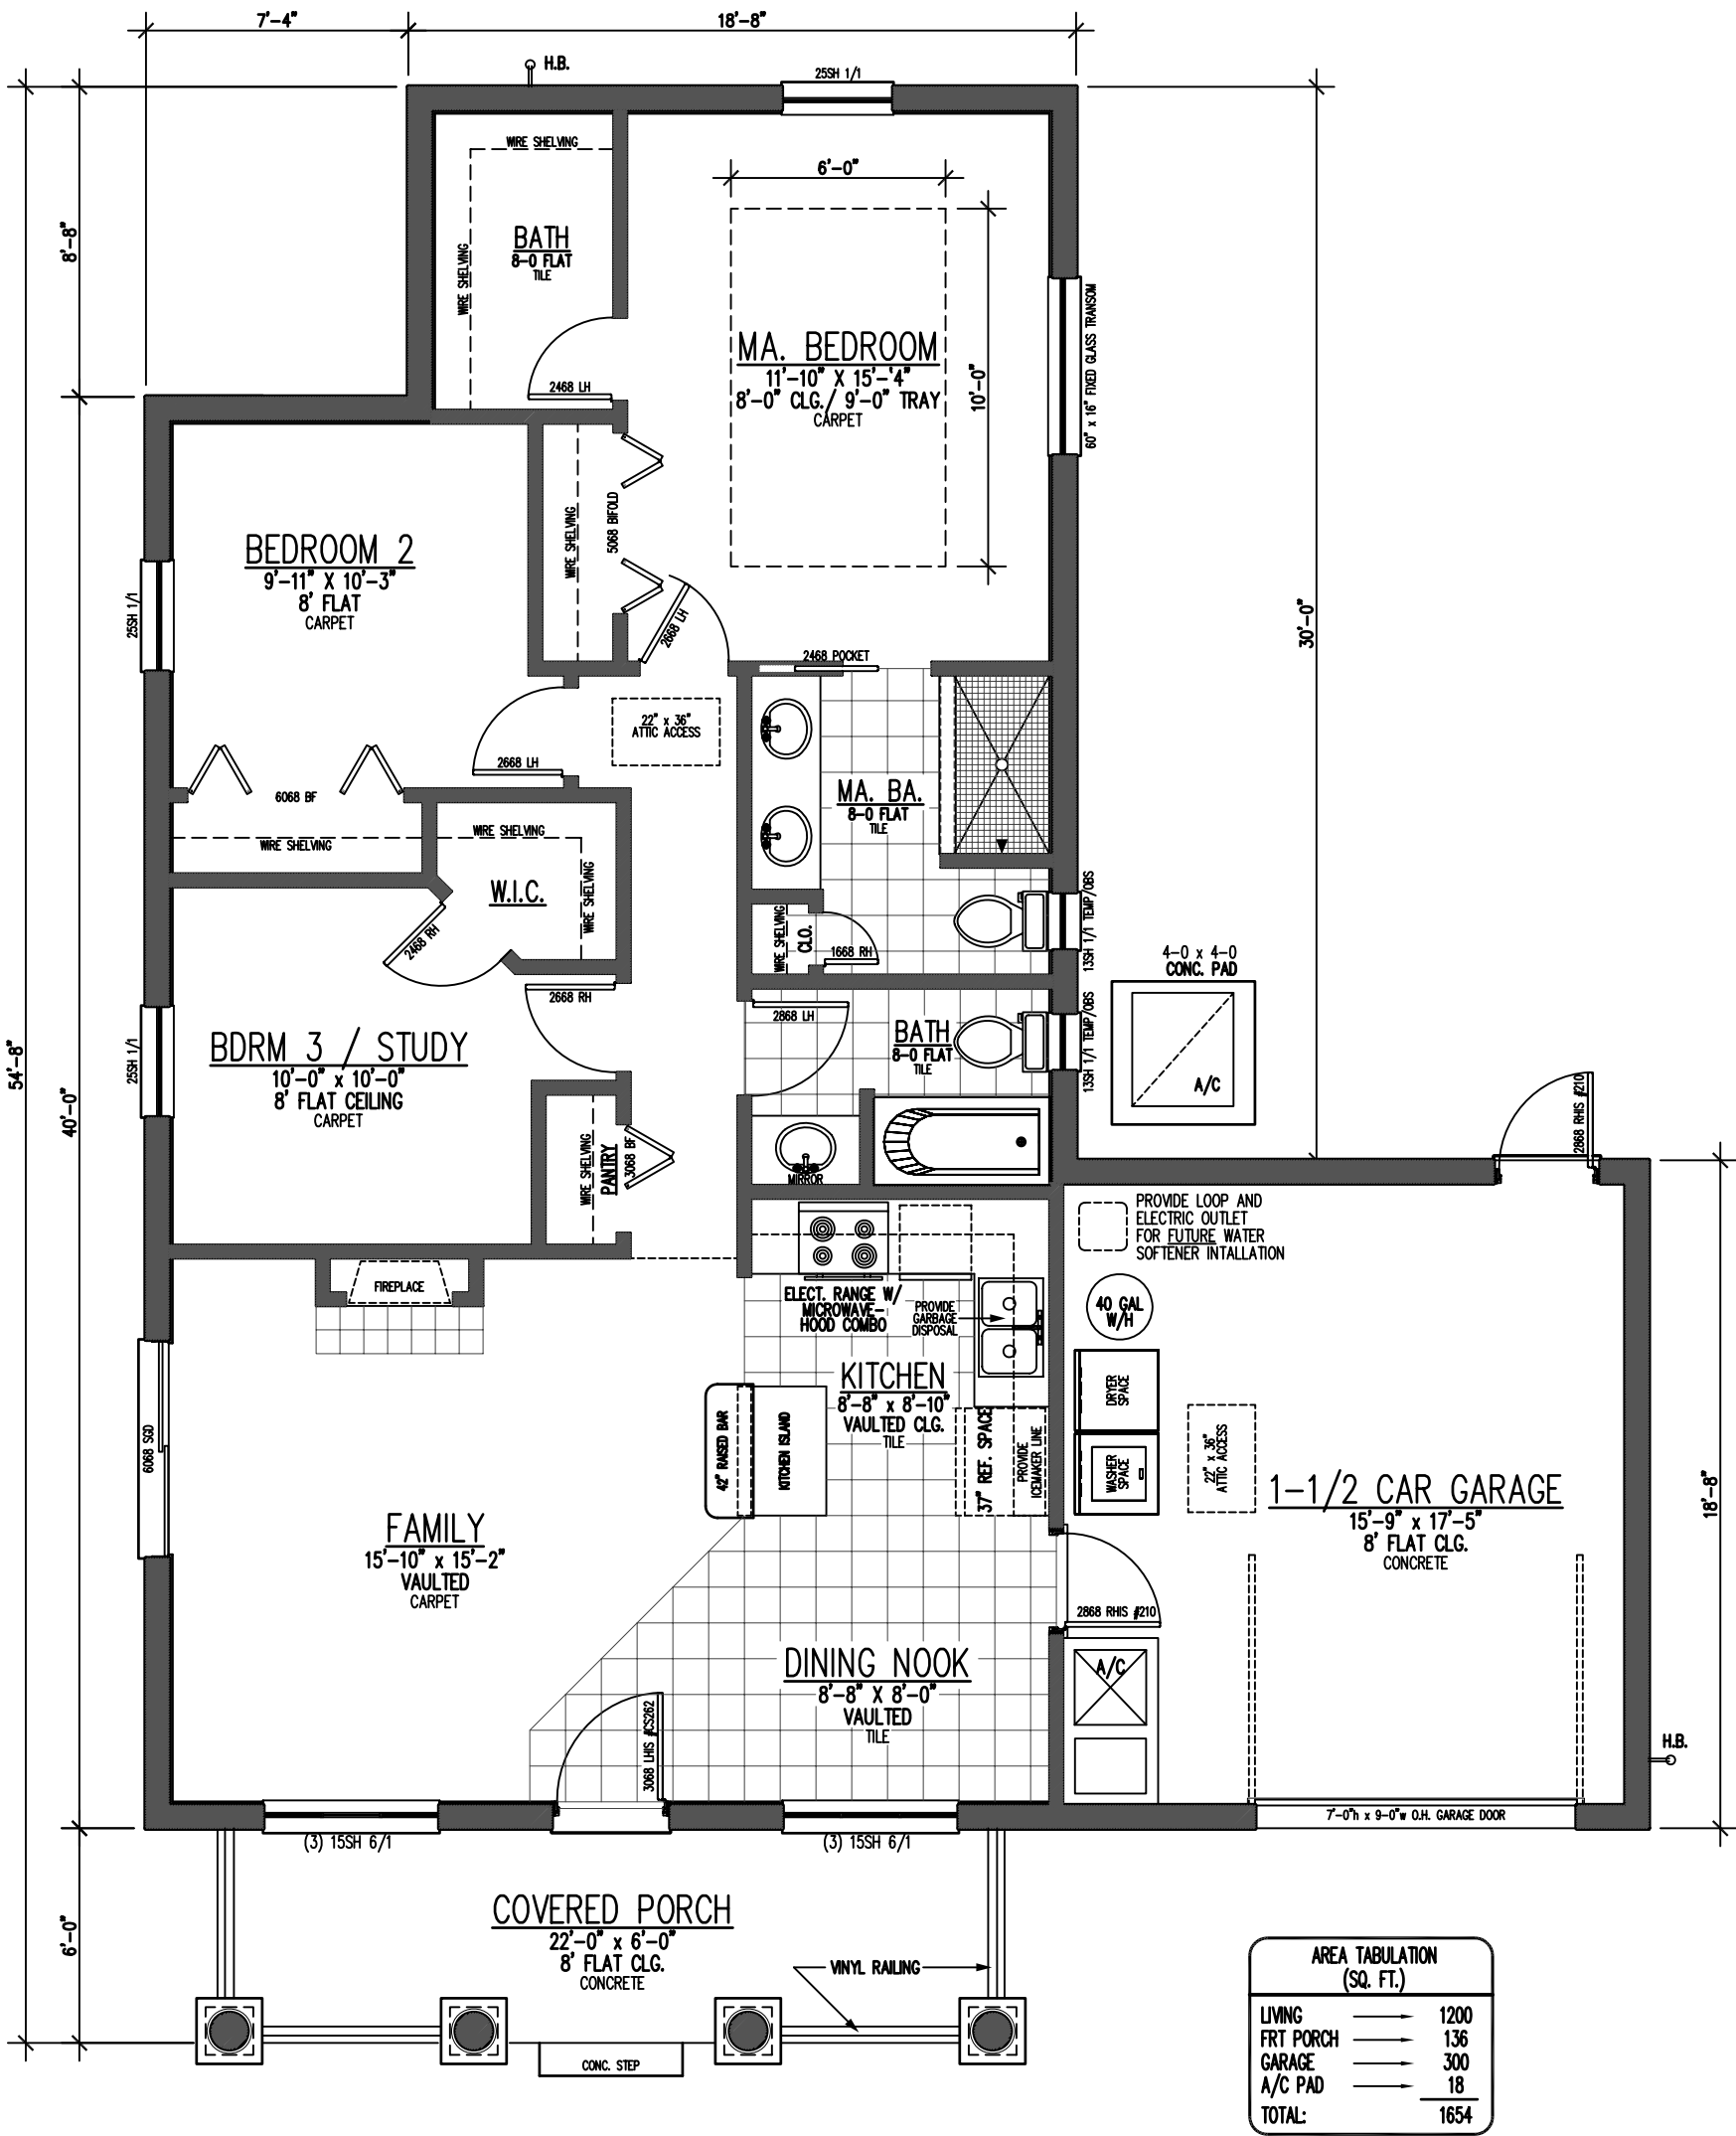 7'-4"
18'-8"
H.B.
25SH 1/1
WIRE SHELVING
6'-0"
8'-8"
WIRE SHELVING
BATH
8-0 FLAT
TILE
60" x 16" FIXED GLASS TRANSOM
MA. BEDROOM
11'-10" X 15'-'4"
8'-0" CLG./ 9'-0" TRAY
CARPET
10'-0"
2468 LH
WIRE SHELVING
5068 BIFOLD
BEDROOM 2
9'-11" X 10'-3"
8' FLAT
CARPET
25SH 1/1
2668 LH
30'-0"
2468 POCKET
22" x 36"
ATTIC ACCESS
2668 LH
6068 BF
WIRE SHELVING
WIRE SHELVING
WIRE SHELVING
MA. BA.
8-0 FLAT
TILE
W.I.C.
2468 RH
WIRE SHELVING
CLO.
1668 RH
13SH 1/1 TEMP/OBS
4-0 x 4-0
CONC. PAD
A/C
2668 RH
2868 LH
BATH
8-0 FLAT
TILE
13SH 1/1 TEMP/OBS
54'-8"
40'-0"
25SH 1/1
BDRM 3 / STUDY
10'-0" x 10'-0"
8' FLAT CEILING
CARPET
WIRE SHELVING
PANTRY
3068 BF
MIRROR
2868 RHIS #210
PROVIDE LOOP AND
ELECTRIC OUTLET
FOR FUTURE WATER
SOFTENER INTALLATION
FIREPLACE
ELECT. RANGE W/
MICROWAVE-
HOOD COMBO
PROVIDE
GARBAGE
DISPOSAL
40 GAL
W/H
KITCHEN
8'-8" x 8'-10"
VAULTED CLG.
TILE
DRYER
SPACE
6068 SGD
42" RAISED BAR
KITCHEN ISLAND
37" REF. SPACE
PROVIDE
ICEMAKER LINE
WASHER
SPACE
22" x 36"
ATTIC ACCESS
1-1/2 CAR GARAGE
15'-9" x 17'-5"
8' FLAT CLG.
CONCRETE
18'-8"
FAMILY
15'-10" x 15'-2"
VAULTED
CARPET
2868 RHIS #210
DINING NOOK
8'-8" X 8'-0"
VAULTED
TILE
A/C
3068 LHIS #CS262
H.B.
7'-0"h x 9-0"w O.H. GARAGE DOOR
(3) 15SH 6/1
(3) 15SH 6/1
6'-0"
COVERED PORCH
22'-0" x 6'-0"
8' FLAT CLG.
CONCRETE
VINYL RAILING
CONC. STEP
AREA TABULATION
(SQ. FT.)
LIVING 1200
FRT PORCH 136
GARAGE 300
A/C PAD 18
TOTAL: 1654